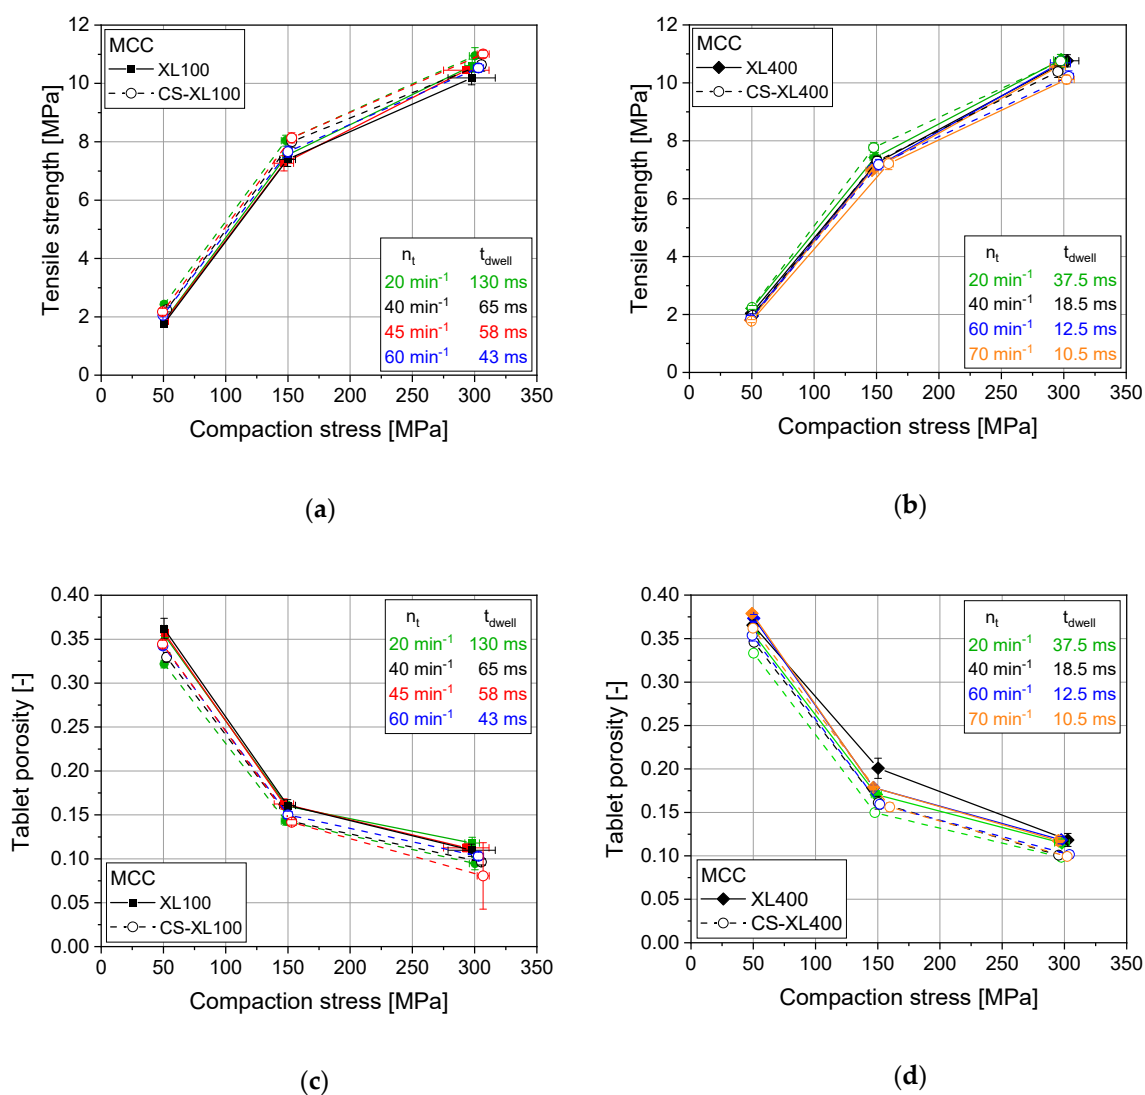 12
10
8
6
4
2
0
Tensile strength [MPa]
MCC
XL100
CS-XL100
nt tdwell
20 min-1 130 ms
40 min-1 65 ms
45 min-1 58 ms
60 min-1 43 ms
0 50 100 150 200 250 300 350
Compaction stress [MPa]
(a)
12
10
8
6
4
2
0
Tensile strength [MPa]
MCC
XL400
CS-XL400
nt tdwell
20 min-1 37.5 ms
40 min-1 18.5 ms
60 min-1 12.5 ms
70 min-1 10.5 ms
0 50 100 150 200 250 300 350
Compaction stress [MPa]
(b)
0.40
0.35
0.30
0.25
0.20
0.15
0.10
0.05
0.00
Tablet porosity [-]
nt tdwell
20 min-1 130 ms
40 min-1 65 ms
45 min-1 58 ms
60 min-1 43 ms
MCC
XL100
CS-XL100
0 50 100 150 200 250 300 350
Compaction stress [MPa]
(c)
0.40
0.35
0.30
0.25
0.20
0.15
0.10
0.05
0.00
Tablet porosity [-]
nt tdwell
20 min-1 37.5 ms
40 min-1 18.5 ms
60 min-1 12.5 ms
70 min-1 10.5 ms
MCC
XL400
CS-XL400
0 50 100 150 200 250 300 350
Compaction stress [MPa]
(d)